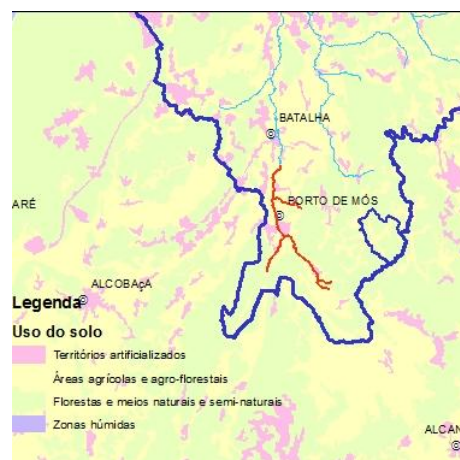 BATALHA
PORTO DE MÓS
ARÉ
ALCOBAçA
Legenda
Uso do solo
Territórios artificializados
Áreas agrícolas e agro-florestais
Florestas e meios naturais e semi-naturais
Zonas húmidas
ALCAN